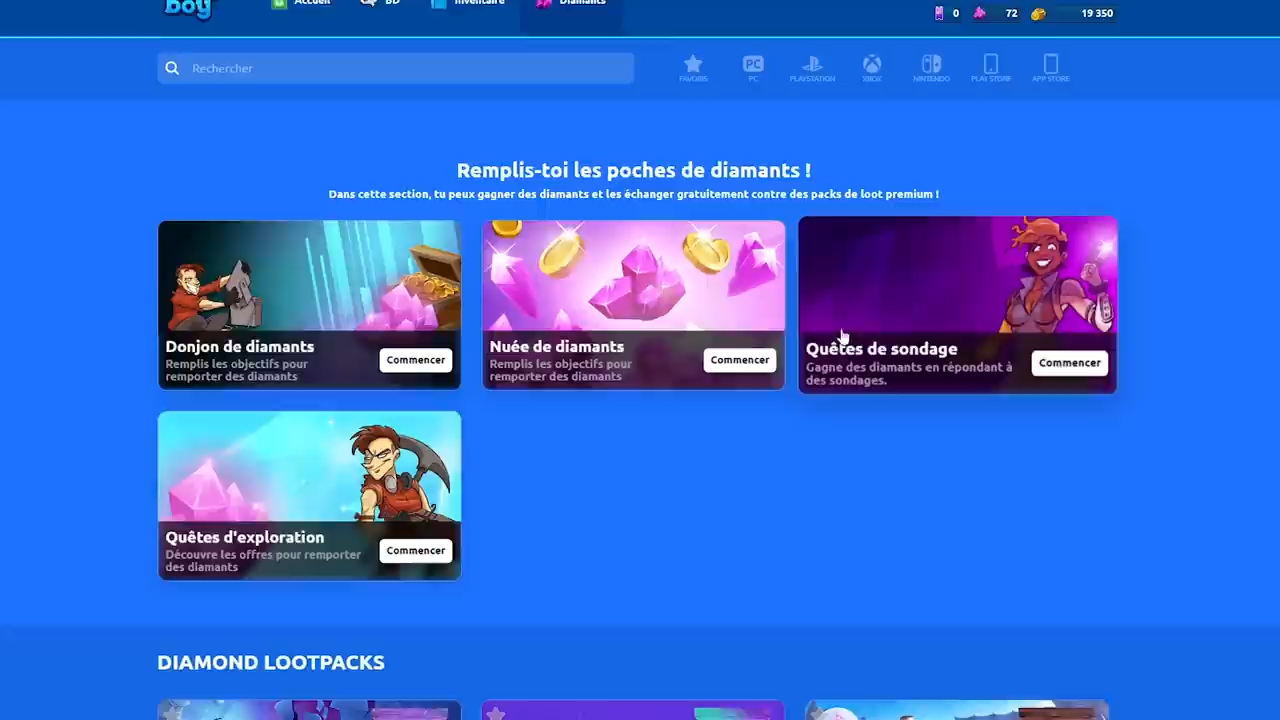 boy
Accueil
BD
Inventaire
Diamants
0
72
19 350
Rechercher
FAVORIS
PC
PC
PLAYSTATION
XBOX
NINTENDO
PLAY STORE
APP STORE
Remplis-toi les poches de diamants !
Dans cette section, tu peux gagner des diamants et les échanger gratuitement contre des packs de loot premium !
Donjon de diamants
Remplis les objectifs pour
remporter des diamants
Commencer
Nuée de diamants
Remplis les objectifs pour
remporter des diamants
Commencer
Quêtes de sondage
Gagne des diamants en répondant à
des sondages.
Commencer
Quêtes d'exploration
Découvre les offres pour remporter
des diamants
Commencer
DIAMOND LOOTPACKS